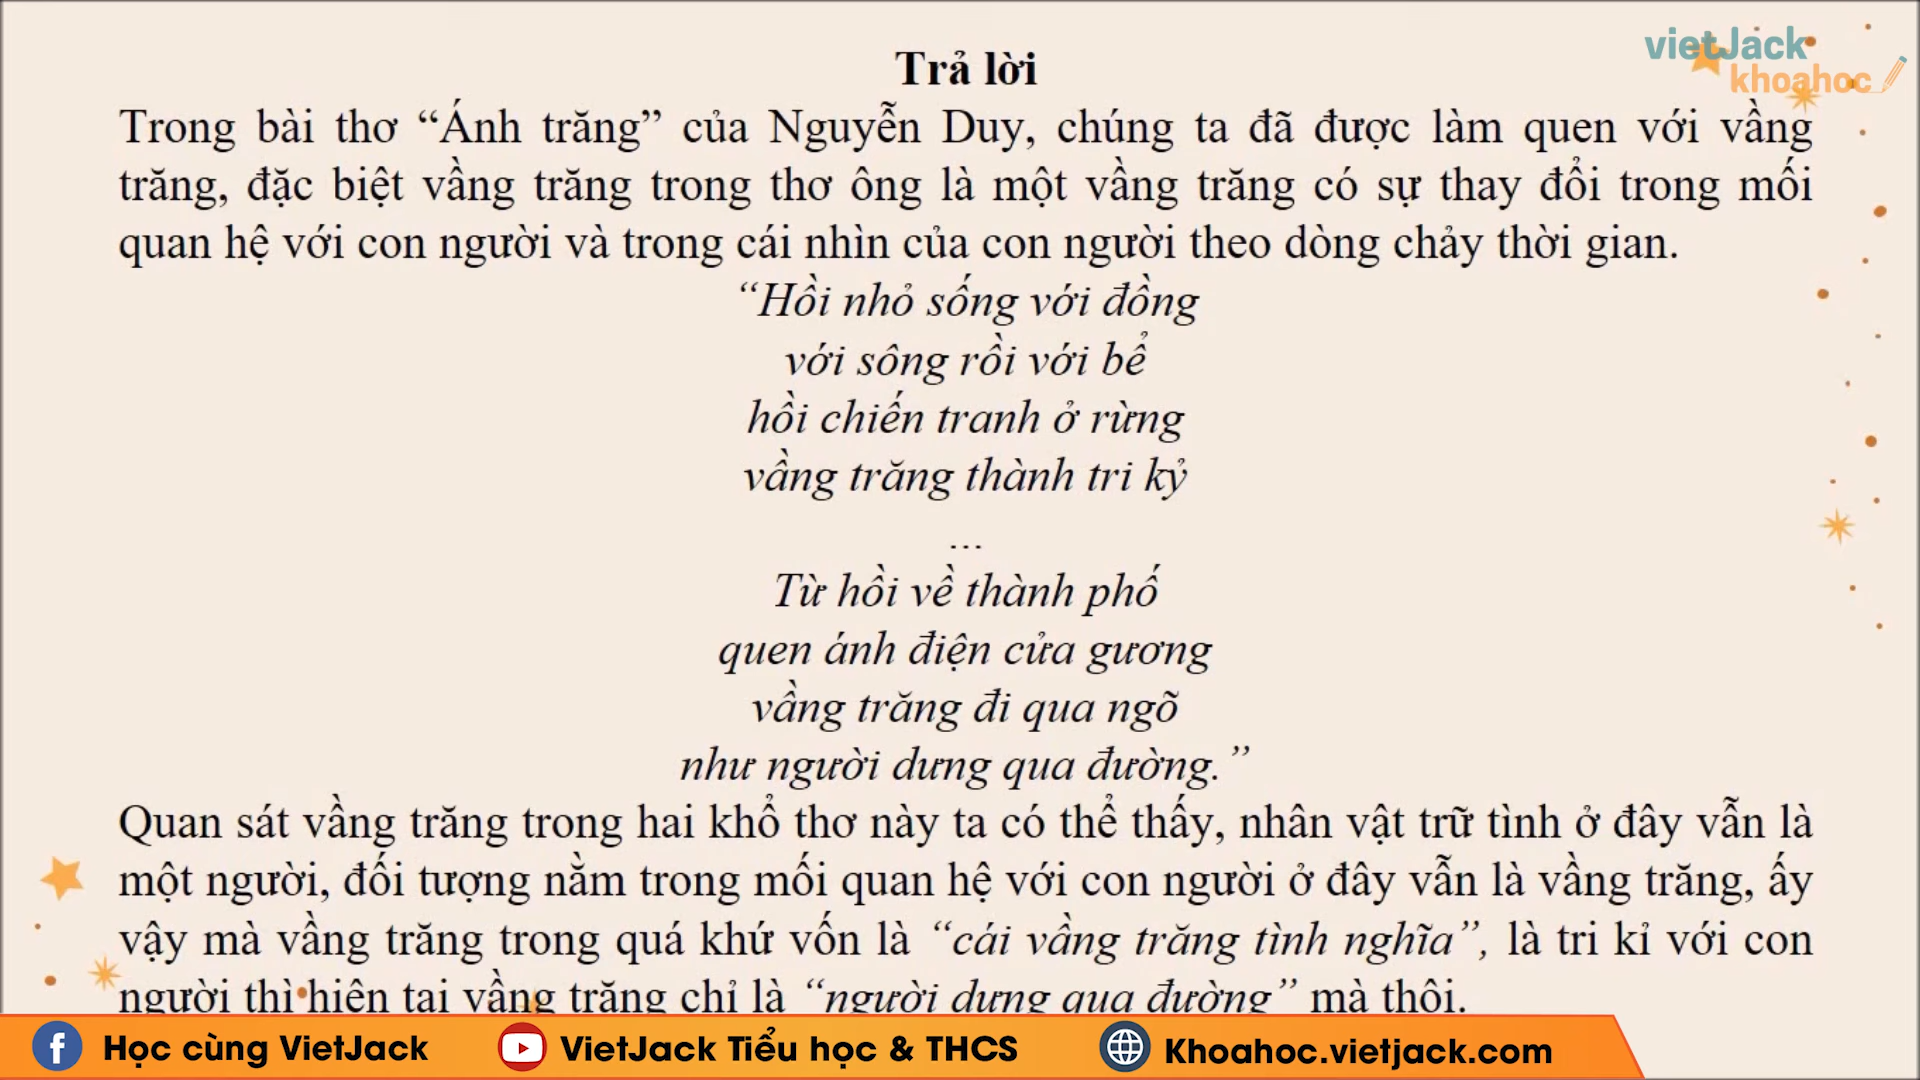 vietJack
khoahoc
Trả lời
Trong bài thơ “Ánh trăng” của Nguyễn Duy, chúng ta đã được làm quen với vầng
trăng, đặc biệt vầng trăng trong thơ ông là một vầng trăng có sự thay đổi trong mối
quan hệ với con người và trong cái nhìn của con người theo dòng chảy thời gian.
“Hồi nhỏ sống với đồng
với sông rồi với bể
hồi chiến tranh ở rừng
vầng trăng thành tri kỷ
...
Từ hồi về thành phố
quen ánh điện cửa gương
vầng trăng đi qua ngõ
như người dưng qua đường.”
Quan sát vầng trăng trong hai khổ thơ này ta có thể thấy, nhân vật trữ tình ở đây vẫn là
một người, đối tượng nằm trong mối quan hệ với con người ở đây vẫn là vầng trăng, ấy
vậy mà vầng trăng trong quá khứ vốn là “cái vầng trăng tình nghĩa”, là tri kỉ với con
người thì hiện tại vầng trăng chỉ là “người dưng qua đường” mà thôi.
Học cùng VietJack
VietJack Tiểu học & THCS
Khoahoc.vietjack.com